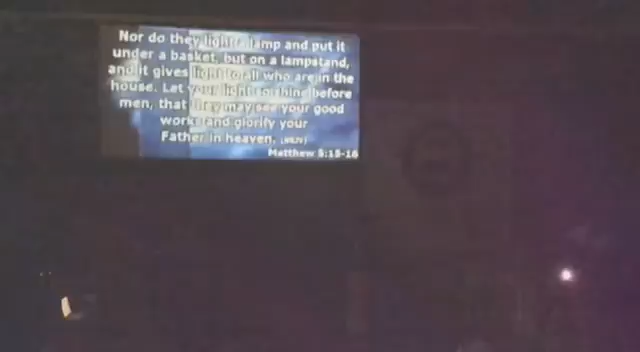 Nor do they light a lamp and put it
under a basket, but on a lampstand,
and it gives light to all who are in the
house. Let your light so shine before
men, that they may see your good
works and glorify your
Father in heaven. (NKJV)
Matthew 5:15-16